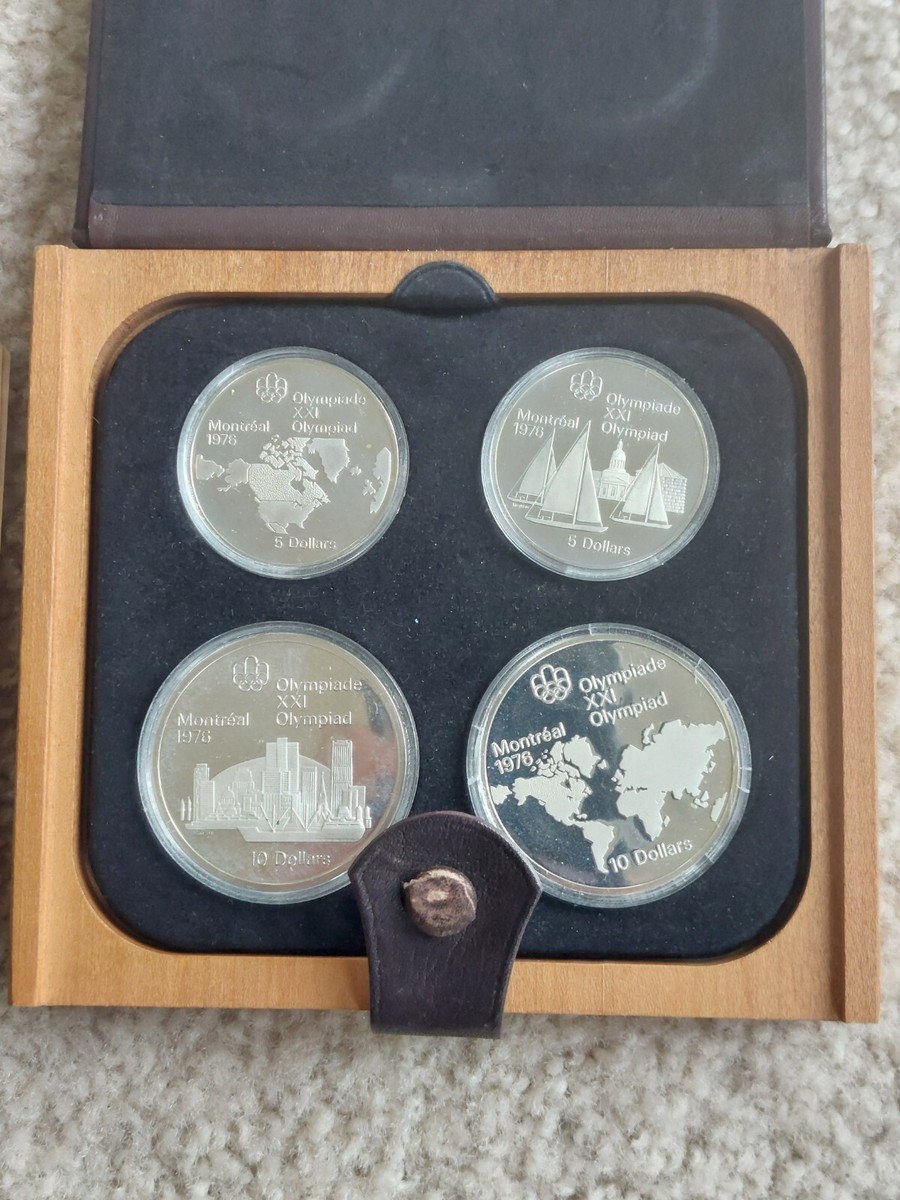 Olympiade
XXI
Montréal Olympiad
1976
5 Dollars
Olympiade
XXI
Montréal Olympiad
1976
5 Dollars
Olympiade
XXI
Montréal Olympiad
1976
10 Dollars
Olympiade
XXI
Olympiad
Montréal
1976
10 Dollars